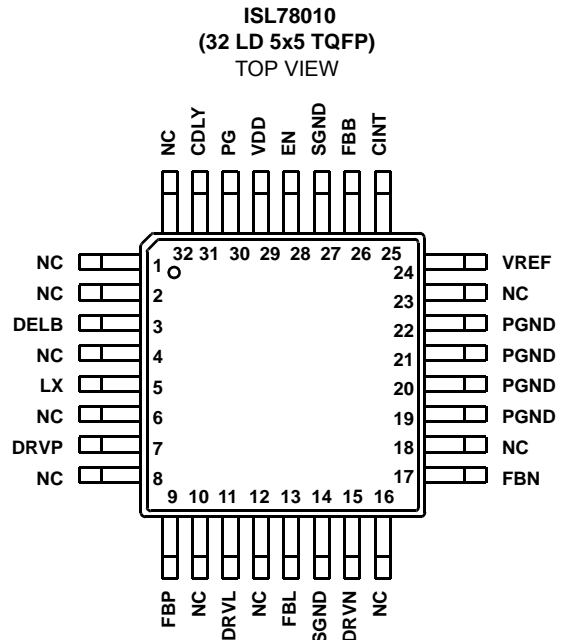 ISL78010
(32 LD 5x5 TQFP)
TOP VIEW
NC CDLY PG VDD EN SGND FBB CINT
32 31 30 29 28 27 26 25
NC 1 24 VREF
NC 2 23 NC
DELB 3 22 PGND
NC 4 21 PGND
LX 5 20 PGND
NC 6 19 PGND
DRVP 7 18 NC
NC 8 17 FBN
9 10 11 12 13 14 15 16
FBP NC DRVL NC FBL SGND DRVN NC